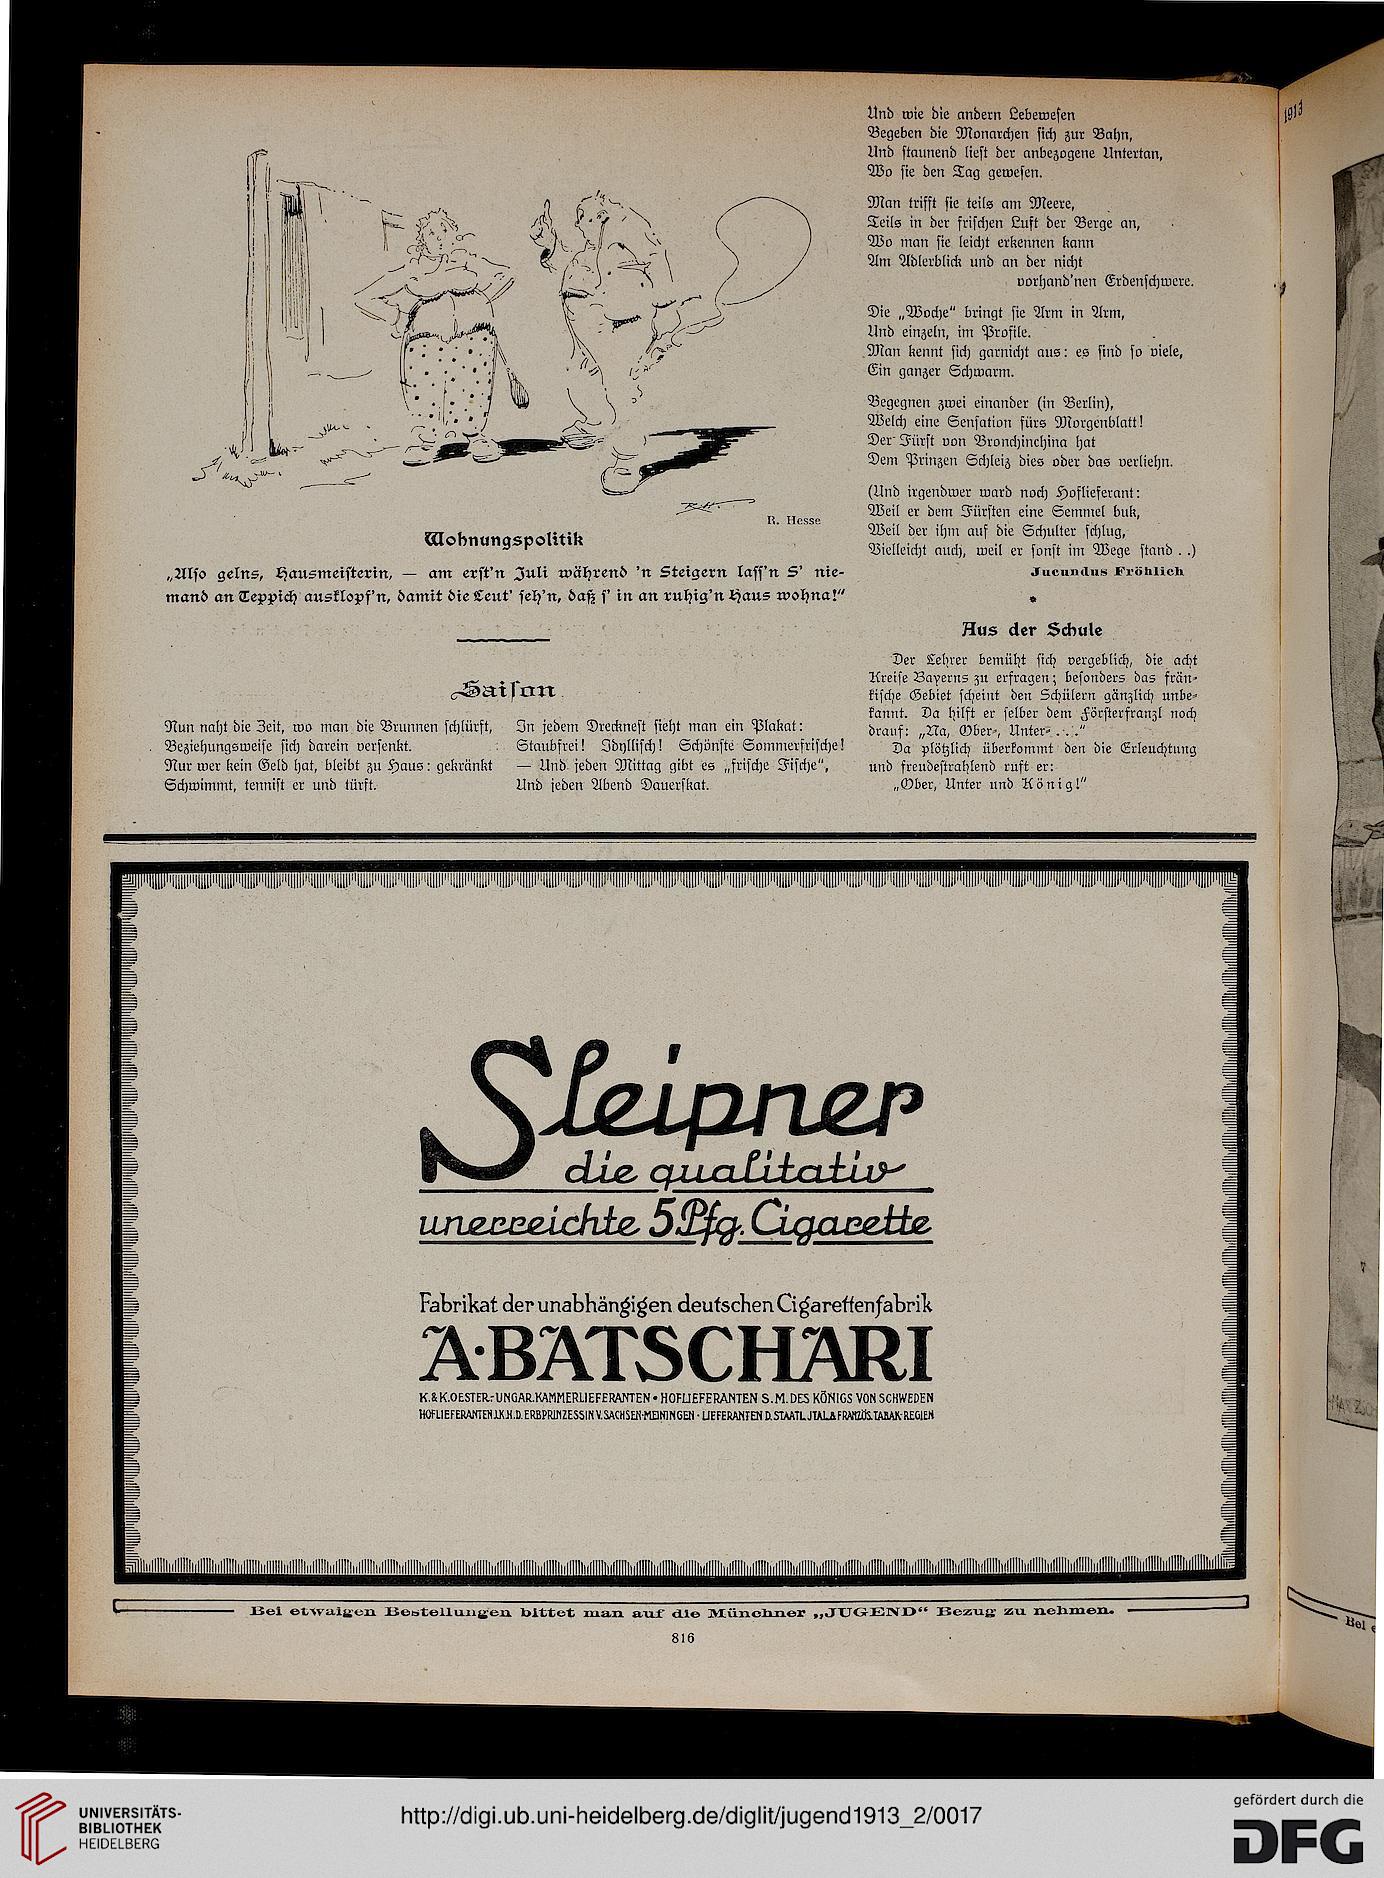 R. Hesse
Wohnungspolitik
„Also gelns, Hausmeisterin, — am erst'n Juli während 'n Steigern lass'n S' nie-
mand an Teppich ausklopf'n, damit die Leut' seh'n, daß s' in an ruhig'n Haus wohna!“
Saison
Nun naht die Zeit, wo man die Brunnen schlürft,
Beziehungsweise sich darein versenkt.
Nur wer kein Geld hat, bleibt zu Haus: gekränkt
Schwimmt, tennist er und türft.
In jedem Drecknest sieht man ein Plakat:
Staubfrei! Idyllisch! Schönste Sommerfrische!
— Und jeden Mittag gibt es „frische Fische“,
Und jeden Abend Dauerskat.
Und wie die andern Lebewesen
Begeben die Monarchen sich zur Bahn,
Und staunend liest der anbezogene Untertan,
Wo sie den Tag gewesen.
Man trifft sie teils am Meere,
Teils in der frischen Luft der Berge an,
Wo man sie leicht erkennen kann
Am Adlerblick und an der nicht
vorhand'nen Erdenschwere.
Die „Woche“ bringt sie Arm in Arm,
Und einzeln, im Profile.
Man kennt sich garnicht aus: es sind so viele,
Ein ganzer Schwarm.
Begegnen zwei einander (in Berlin),
Welch eine Sensation fürs Morgenblatt!
Der Fürst von Bronchinchina hat
Dem Prinzen Schleiz dies oder das verliehn.
(Und irgendwer ward noch Hoflieferant:
Weil er dem Fürsten eine Semmel buk,
Weil der ihm auf die Schulter schlug,
Vielleicht auch, weil er sonst im Wege stand . .)
Jucundus Fröhlich
*
Aus der Schule
Der Lehrer bemüht sich vergeblich, die acht
Kreise Bayerns zu erfragen; besonders das frän-
kische Gebiet scheint den Schülern gänzlich unbe-
kannt. Da hilft er selber dem Försterfranzl noch
drauf: „Na, Ober-, Unter- . . .“
Da plötzlich überkommt den die Erleuchtung
und freudestrahlend ruft er:
„Ober, Unter und König!“
Sleipner
die qualitativ
unerreichte 5 Pfg. Cigarette
Fabrikat der unabhängigen deutschen Cigarettenfabrik
A·BATSCHARI
K.&K.OESTER.-UNGAR.KAMMERLIEFERANTEN • HOFLIEFERANTEN S.M.DES KÖNIGS VON SCHWEDEN
HOFLIEFERANTEN I.K.H.D.ERBPRINZESSIN V.SACHSEN-MEININGEN · LIEFERANTEN D.STAATL.JTAL.& FRANZÖS.TABAK-REGIEN
Bei etwaigen Bestellungen bittet man auf die Münchner „JUGEND“ Bezug zu nehmen.
816
1913
Bei
UNIVERSITÄTS-
BIBLIOTHEK
HEIDELBERG
http://digi.ub.uni-heidelberg.de/diglit/jugend1913_2/0017
gefördert durch die
DFG